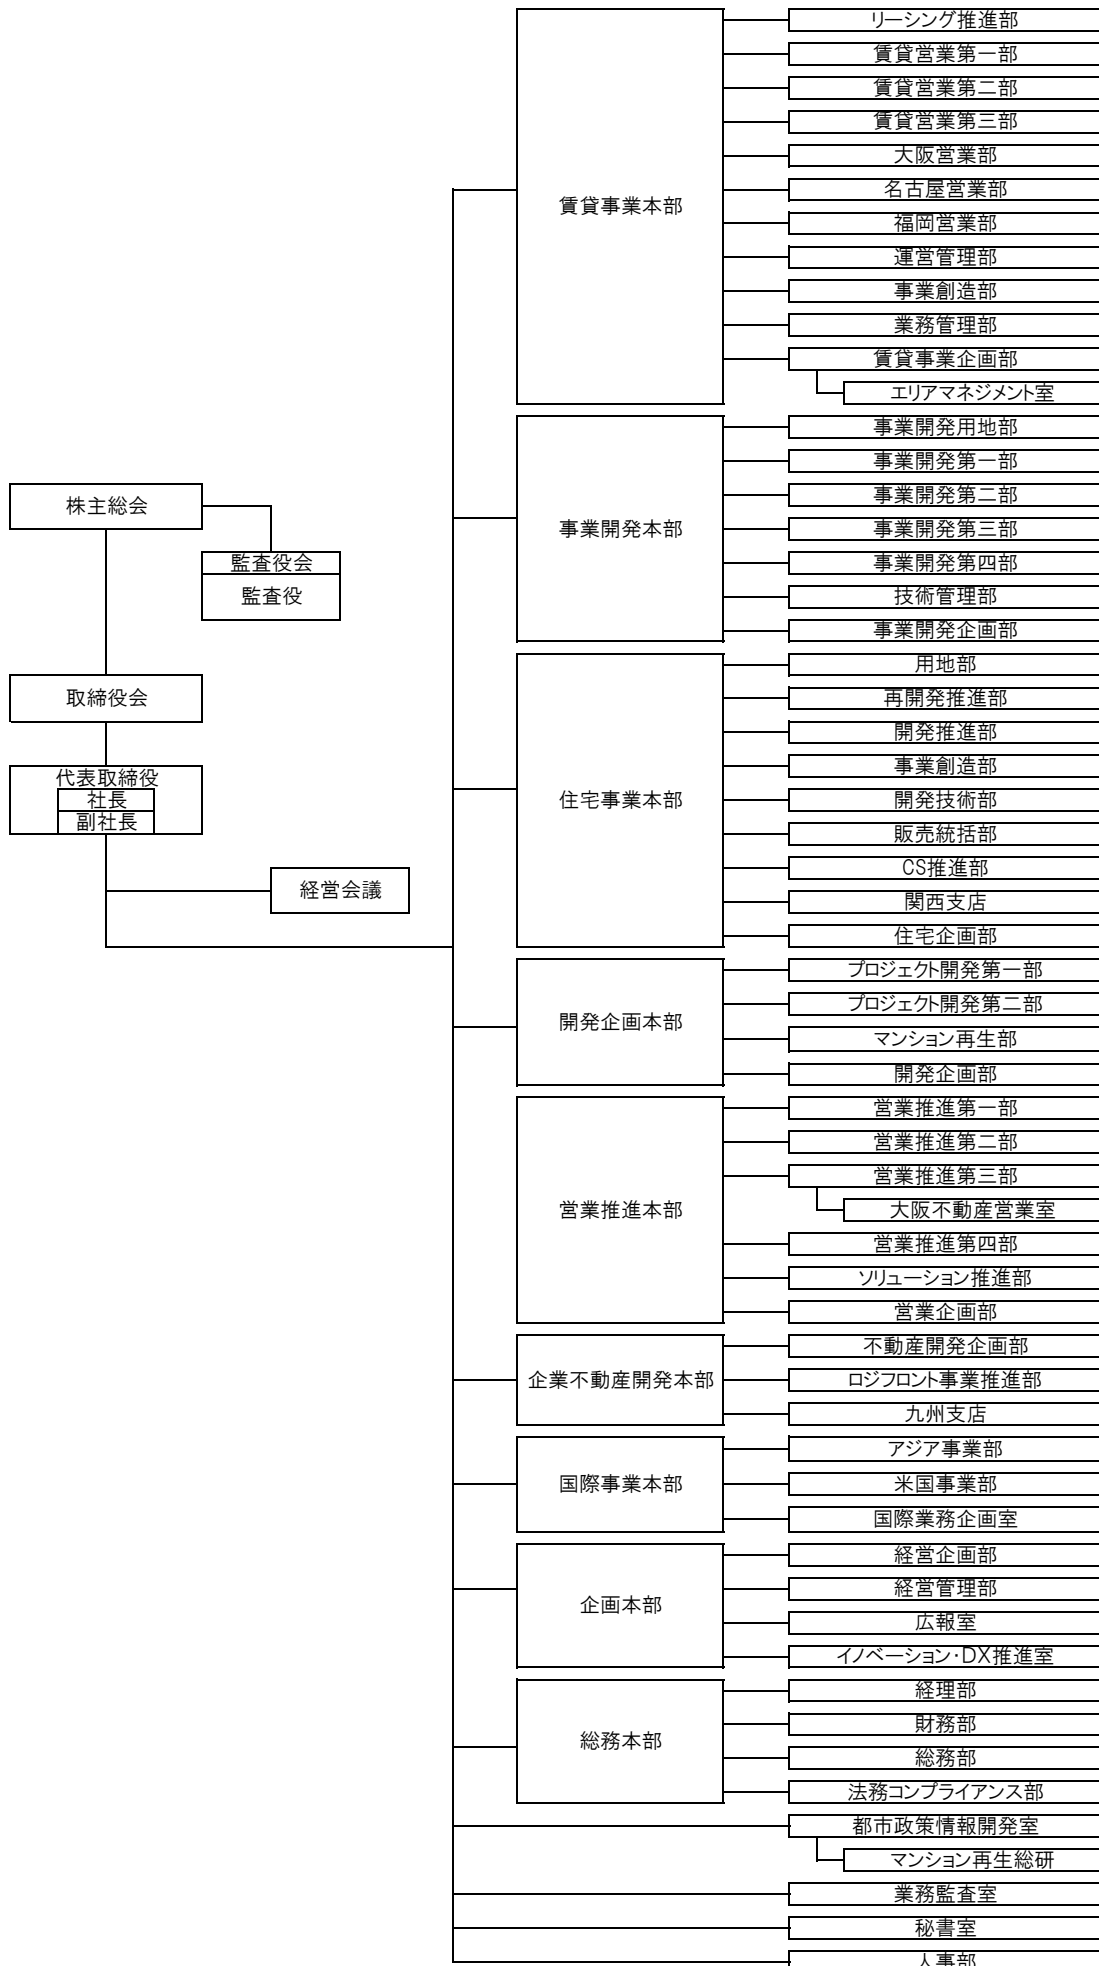 株主総会
監査役会
監査役
取締役会
代表取締役
社長
副社長
経営会議
賃貸事業本部
リーシング推進部
賃貸営業第一部
賃貸営業第二部
賃貸営業第三部
大阪営業部
名古屋営業部
福岡営業部
運営管理部
事業創造部
業務管理部
賃貸事業企画部
エリアマネジメント室
事業開発本部
事業開発用地部
事業開発第一部
事業開発第二部
事業開発第三部
事業開発第四部
技術管理部
事業開発企画部
住宅事業本部
用地部
再開発推進部
開発推進部
事業創造部
開発技術部
販売統括部
CS推進部
関西支店
住宅企画部
開発企画本部
プロジェクト開発第一部
プロジェクト開発第二部
マンション再生部
開発企画部
営業推進本部
営業推進第一部
営業推進第二部
営業推進第三部
大阪不動産営業室
営業推進第四部
ソリューション推進部
営業企画部
企業不動産開発本部
不動産開発企画部
ロジフロント事業推進部
九州支店
国際事業本部
アジア事業部
米国事業部
国際業務企画室
企画本部
経営企画部
経営管理部
広報室
イノベーション・DX推進室
総務本部
経理部
財務部
総務部
法務コンプライアンス部
都市政策情報開発室
マンション再生総研
業務監査室
秘書室
人事部